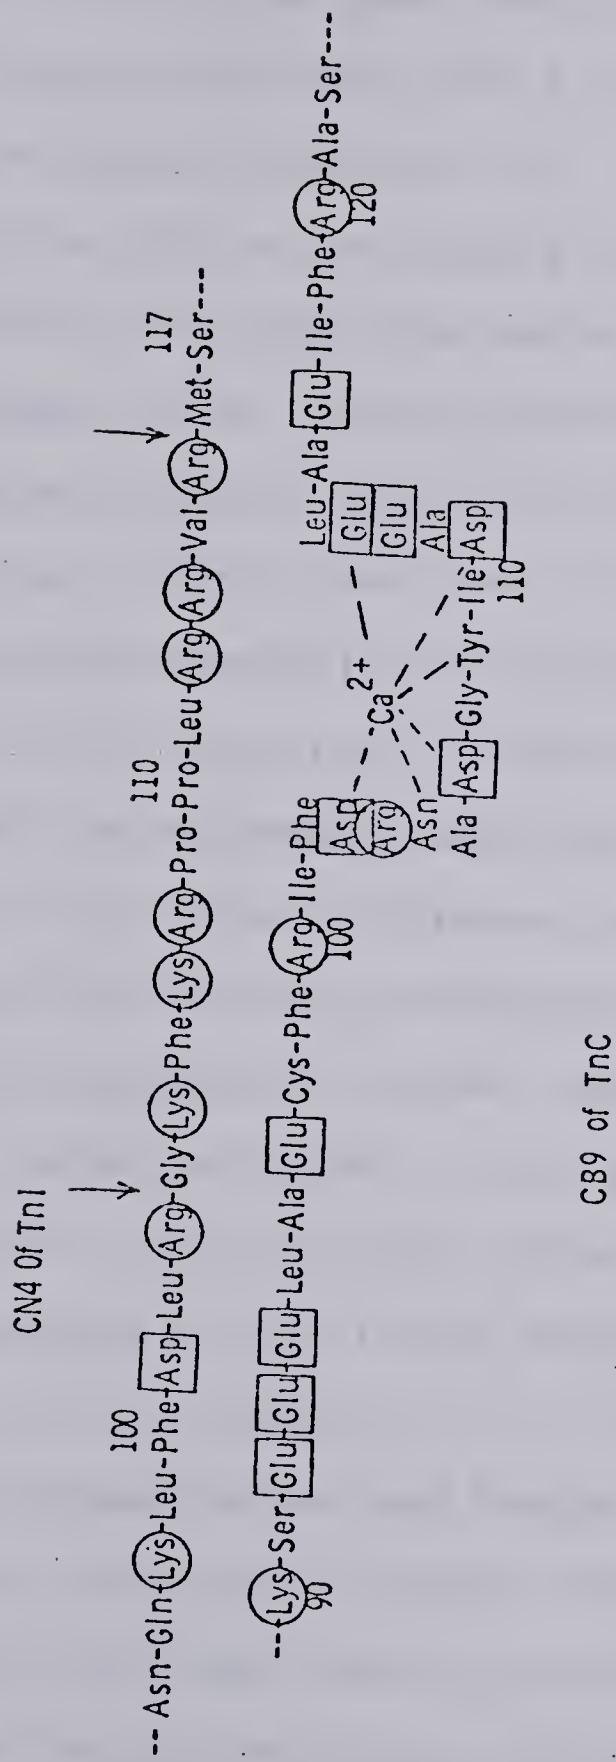 CN4 Of TnI
100
110
117
-- Asn-Gln-Lys-Leu-Phe-Asp-Leu-Arg-Gly-Lys-Phe-Lys-Arg-Pro-Pro-Leu-Arg-Arg-Val-Arg-Met-Ser---
---Lys-Ser-Glu-Glu-Glu-Leu-Ala-Glu-Cys-Phe-Arg-Ile-Phe
90
100
Asp
Arg
Asn
Ala-Asp-Gly-Tyr-Ile-Asp
110
Ca2+
Ala
Glu
Glu
Leu-Ala-Glu-Ile-Phe-Arg-Ala-Ser---
120
CB9 of TnC